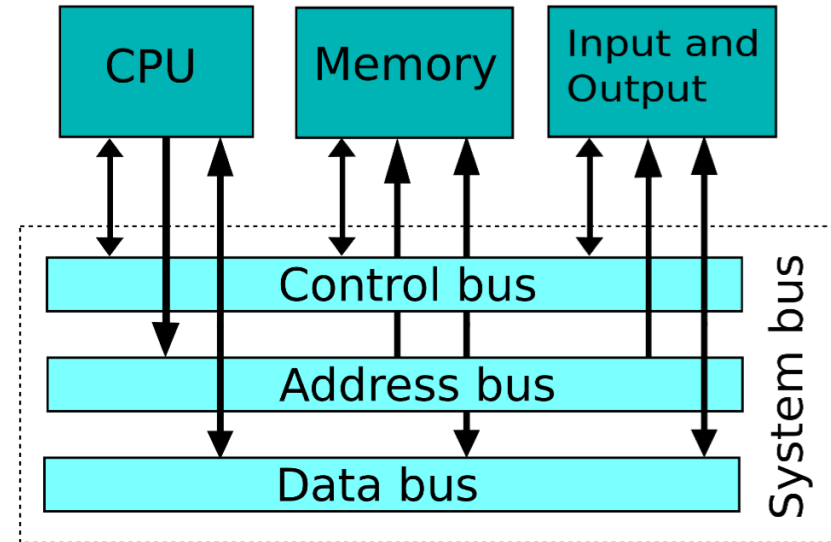 CPU
Memory
Input and
Output
Control bus
Address bus
Data bus
System bus